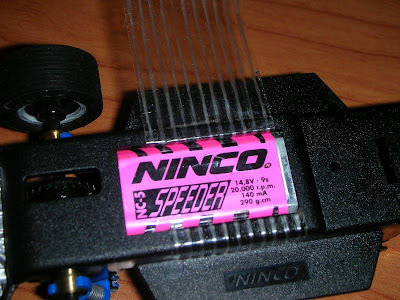 NINCO®
NC-5 SPEEDER
14,8V - 9x
20.000 r.p.m.
140 mA
290 g.cm
NINCO